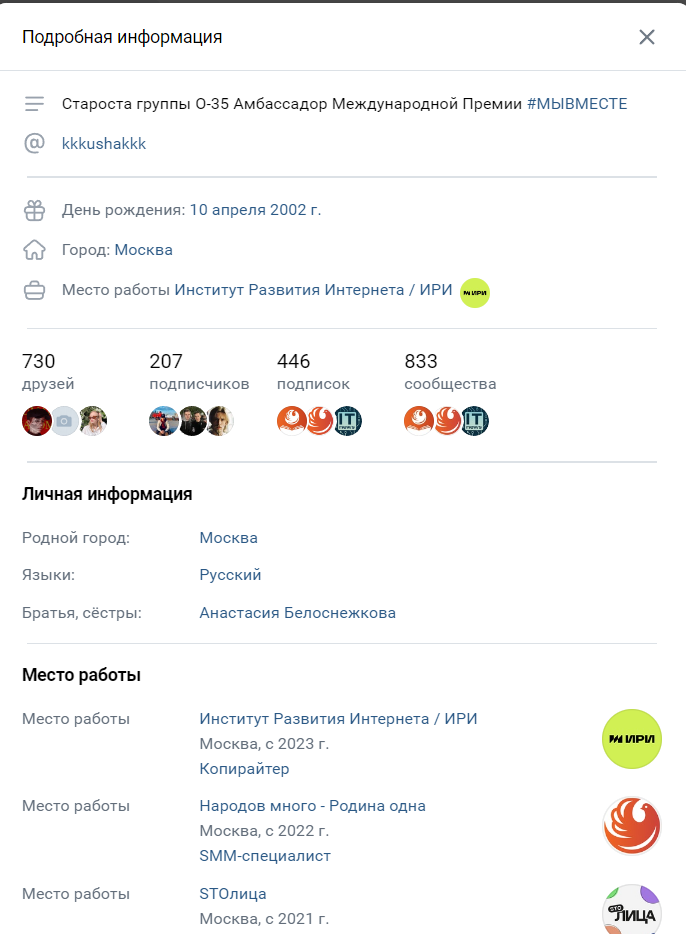 Подробная информация
Староста группы О-35 Амбассадор Международной Премии #МЫВМЕСТЕ
kkkushakkk
День рождения: 10 апреля 2002 г.
Город: Москва
Место работы Институт Развития Интернета / ИРИ
ИРИ
730 207 446 833
друзей подписчиков подписок сообщества
IT IT
Личная информация
Родной город: Москва
Языки: Русский
Братья, сёстры: Анастасия Белоснежкова
Место работы
Место работы Институт Развития Интернета / ИРИ
Москва, с 2023 г.
Копирайтер
ИРИ
Место работы Народов много - Родина одна
Москва, с 2022 г.
SMM-специалист
Место работы STOлица
Москва, с 2021 г.
STO
ЛИЦА